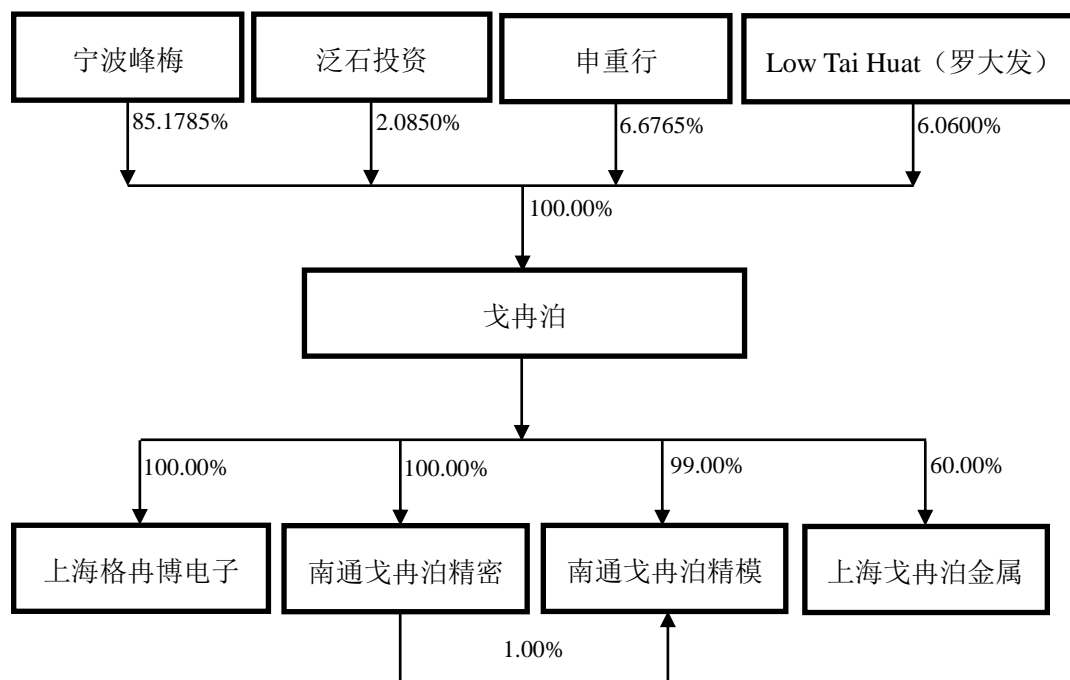 宁波峰梅
泛石投资
申重行
Low Tai Huat（罗大发）
85.1785%
2.0850%
6.6765%
6.0600%
100.00%
戈冉泊
100.00%
100.00%
99.00%
60.00%
上海格冉博电子
南通戈冉泊精密
南通戈冉泊精模
上海戈冉泊金属
1.00%